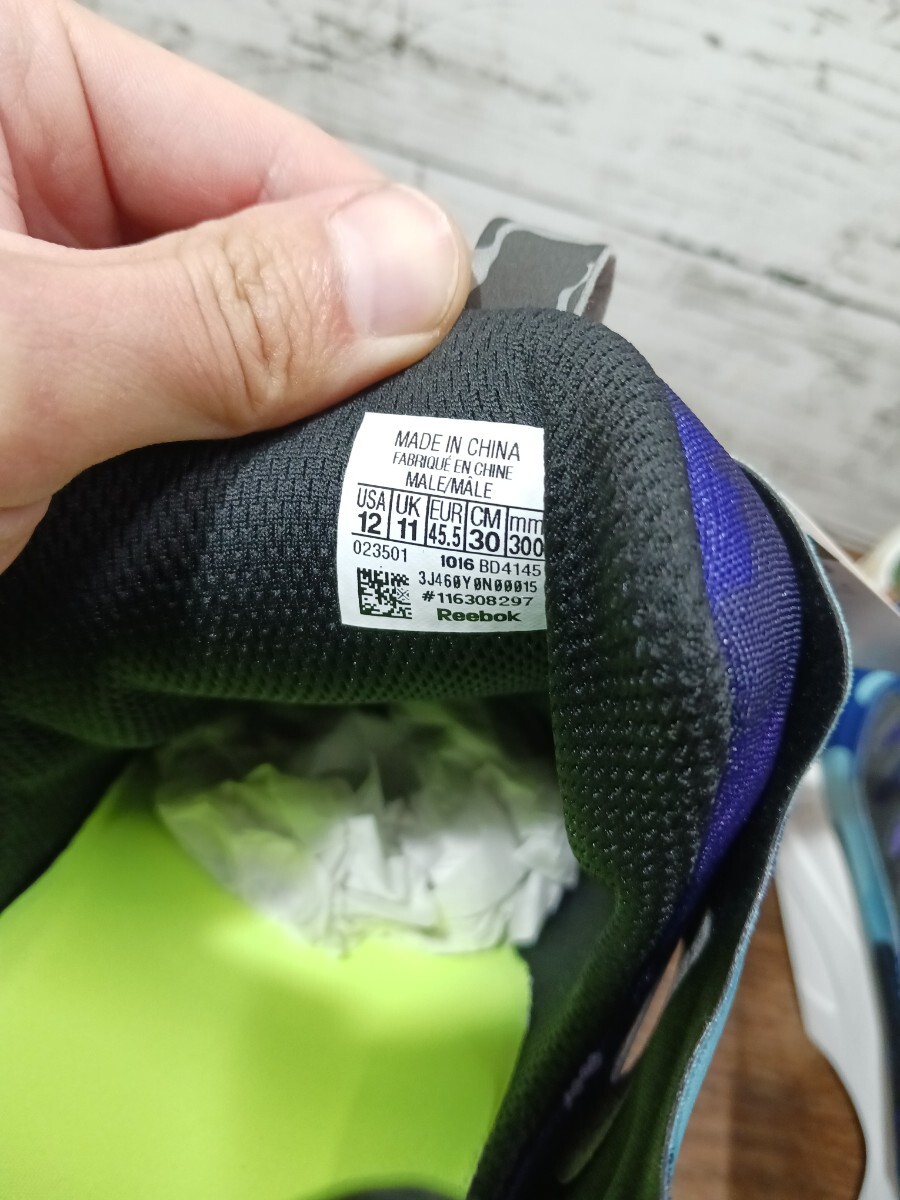 MADE IN CHINA
FABRIQUÉ EN CHINE
MALE/MÂLE
USA UK EUR CM mm
12 11 45.5 30 300
023501 1016 BD4145
3J460Y0N00015
#116308297
Reebok